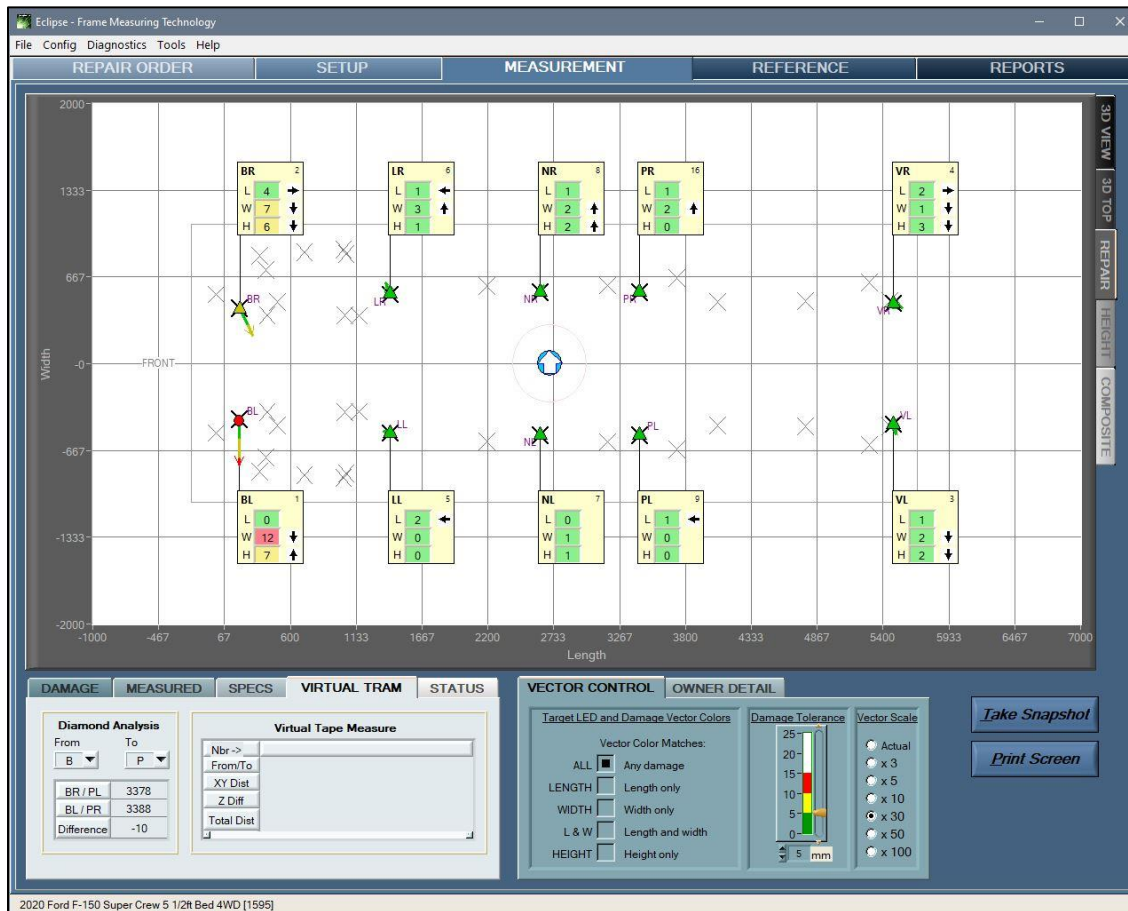 Eclipse - Frame Measuring Technology
File Config Diagnostics Tools Help
REPAIR ORDER SETUP MEASUREMENT REFERENCE REPORTS
2000
1333
667
-0
-667
-1333
-2000
Width
-1000 -467 67 600 1133 1667 2200 2733 3267 3800 4333 4867 5400 5933 6467 7000
Length
FRONT
BR 2
L 4
W 7
H 6
LR 6
L 1
W 3
H 1
NR 8
L 1
W 2
H 2
PR 16
L 1
W 2
H 0
VR 4
L 2
W 1
H 3
BR
LR
NR
PR
VR
BL
LL
NL
PL
VL
BL 1
L 0
W 12
H 7
LL 5
L 2
W 0
H 0
NL 7
L 0
W 1
H 1
PL 9
L 1
W 0
H 0
VL 3
L 1
W 2
H 2
3D VIEW
3D TOP
REPAIR
HEIGHT
COMPOSITE
DAMAGE MEASURED SPECS VIRTUAL TRAM STATUS
Diamond Analysis
From To
B P
BR / PL 3378
BL / PR 3388
Difference -10
Virtual Tape Measure
Nbr ->
From/To
XY Dist
Z Diff
Total Dist
VECTOR CONTROL OWNER DETAIL
Target LED and Damage Vector Colors
Vector Color Matches:
ALL Any damage
LENGTH Length only
WIDTH Width only
L & W Length and width
HEIGHT Height only
Damage Tolerance
25
20
15
10
5
0
5 mm
Vector Scale
Actual
x 3
x 5
x 10
x 30
x 50
x 100
Take Snapshot
Print Screen
2020 Ford F-150 Super Crew 5 1/2ft Bed 4WD [1595]